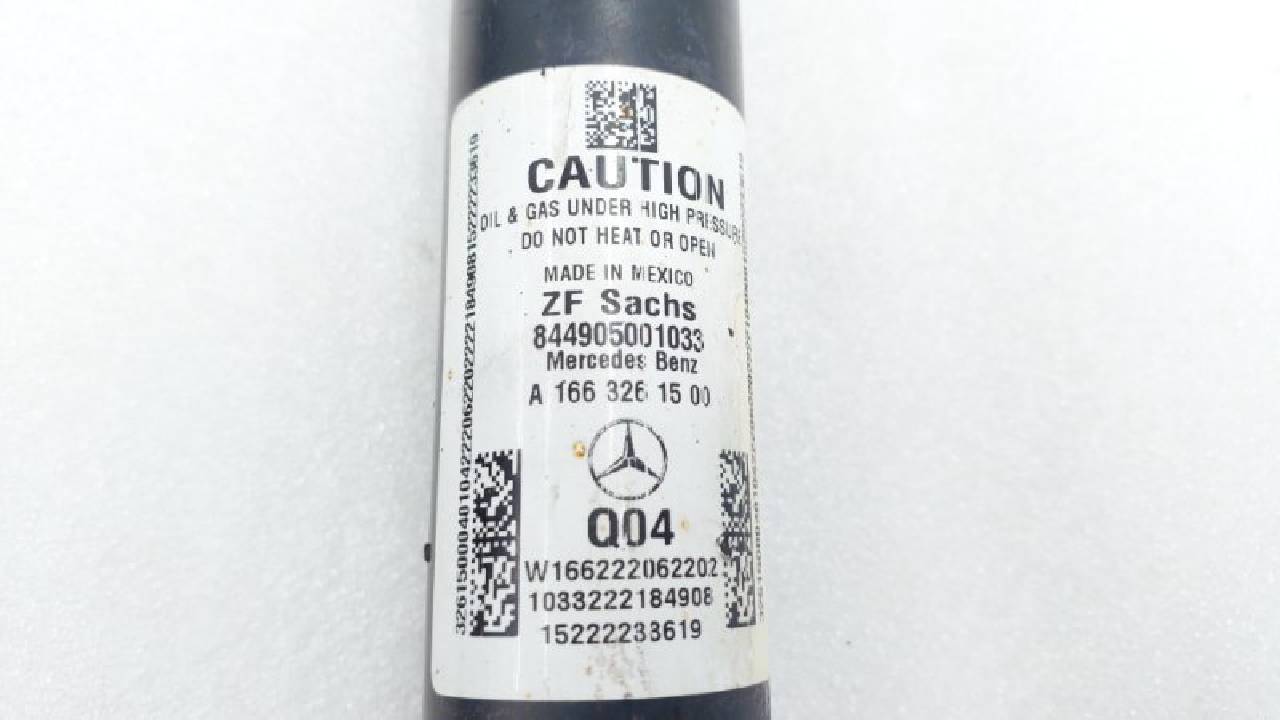 CAUTION
OIL & GAS UNDER HIGH PRESSURE
DO NOT HEAT OR OPEN
MADE IN MEXICO
ZF Sachs
844905001033
Mercedes Benz
A 166 326 15 00
Q04
W166222062202
1033222184908
15222233619